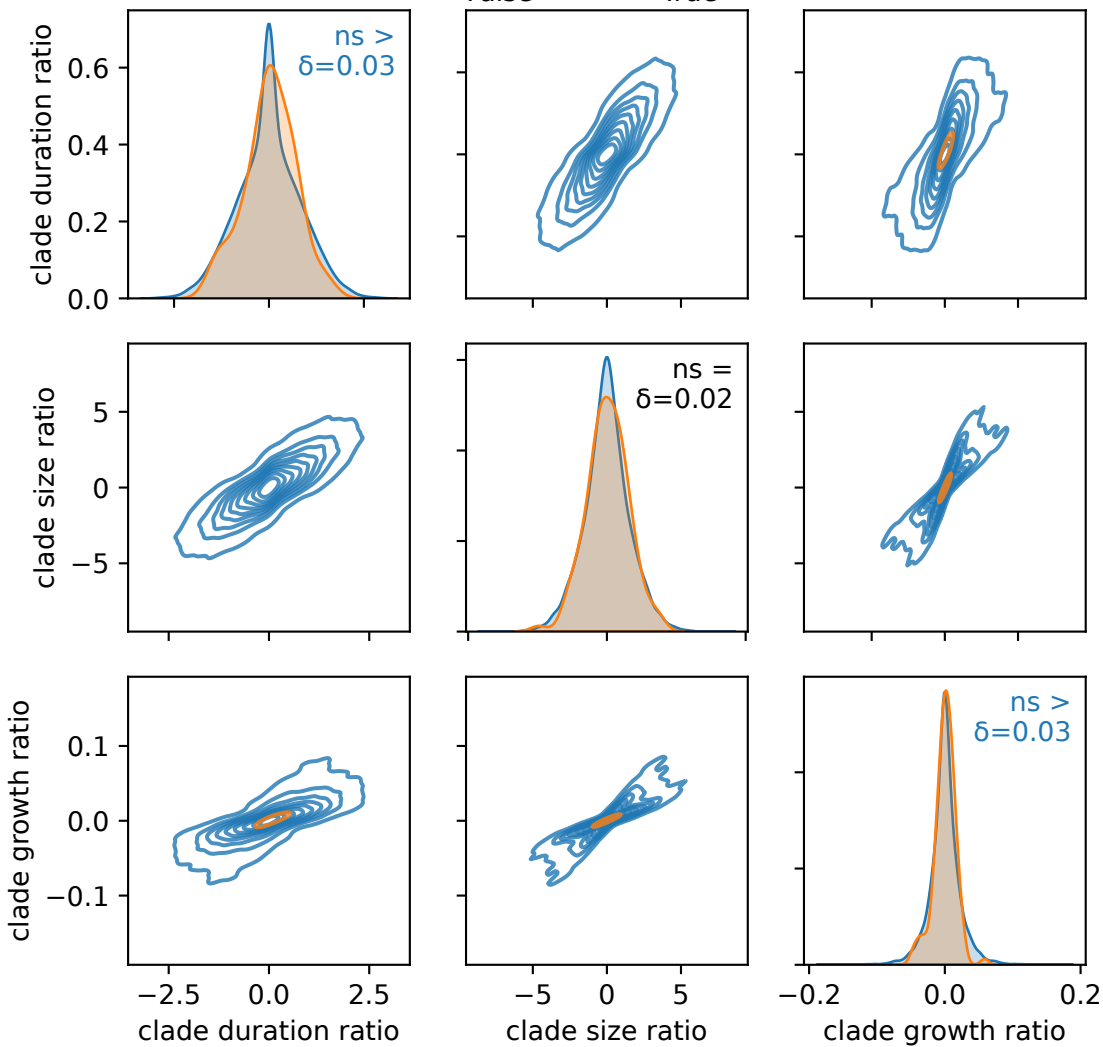 clade duration ratio
0.6
0.4
0.2
0.0
ns >
δ=0.03
clade size ratio
5
0
−5
ns =
δ=0.02
clade growth ratio
0.1
0.0
−0.1
ns >
δ=0.03
−2.5 0.0 2.5
−5 0 5
−0.2 0.0 0.2
clade duration ratio
clade size ratio
clade growth ratio